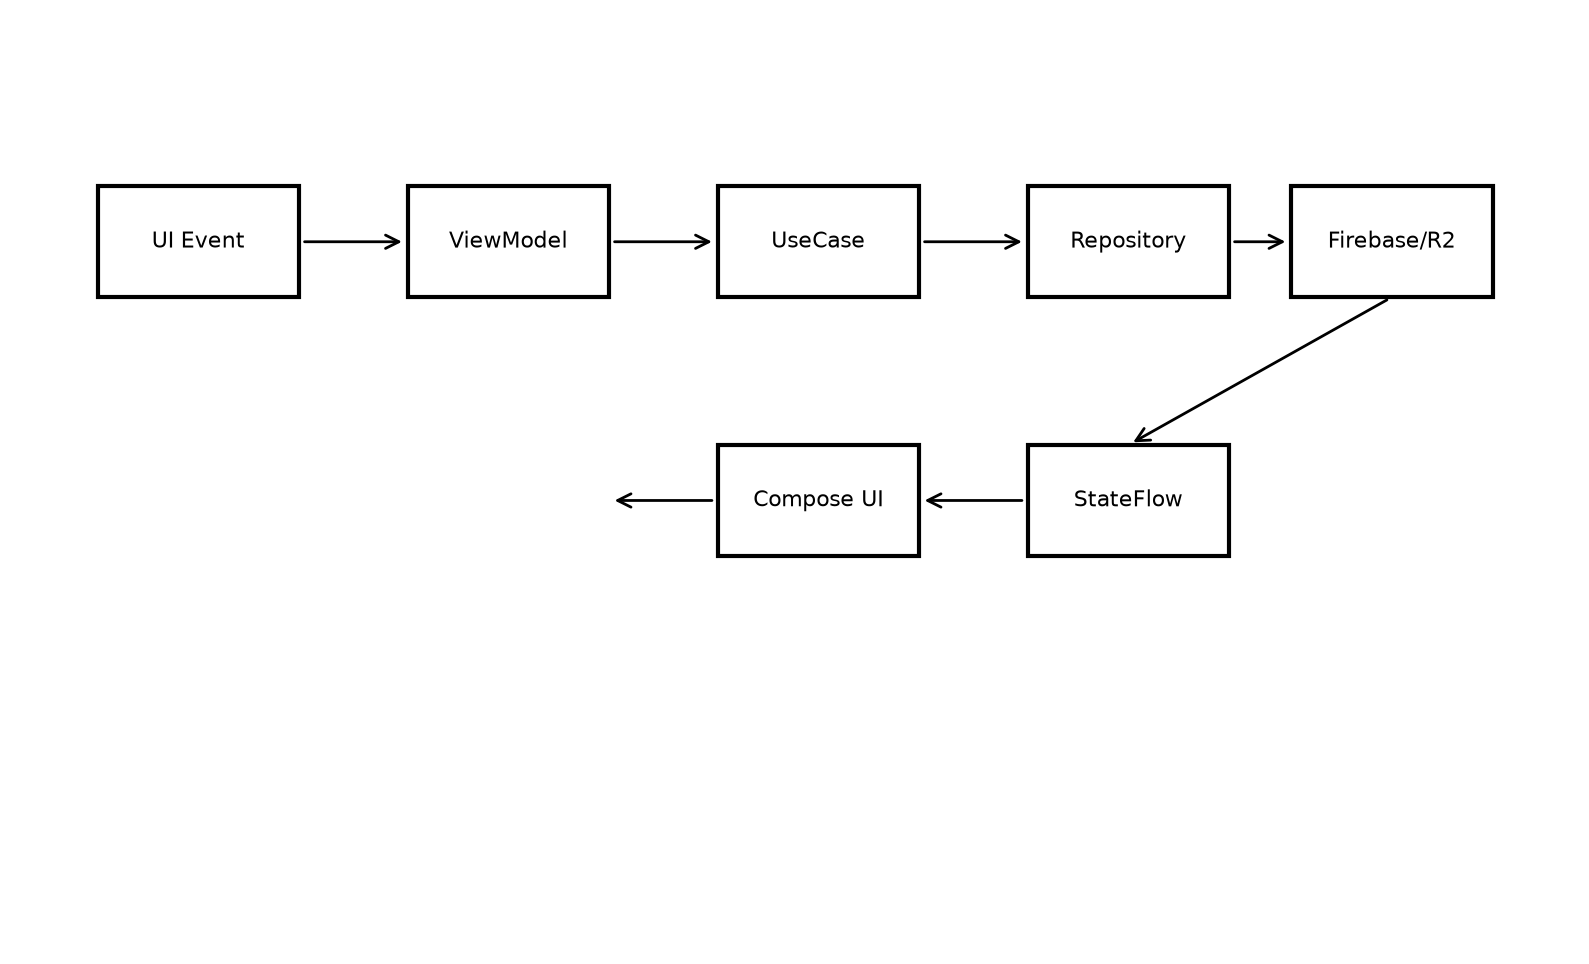 UI Event
ViewModel
UseCase
Repository
Firebase/R2
Compose UI
StateFlow